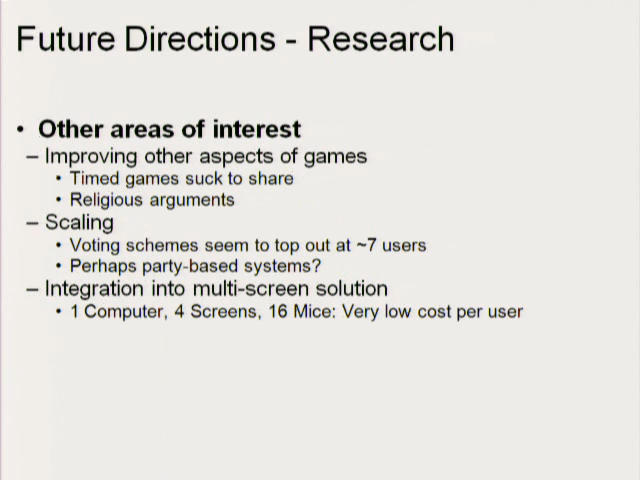 Future Directions - Research
• Other areas of interest
– Improving other aspects of games
• Timed games suck to share
• Religious arguments
– Scaling
• Voting schemes seem to top out at ~7 users
• Perhaps party-based systems?
– Integration into multi-screen solution
• 1 Computer, 4 Screens, 16 Mice: Very low cost per user